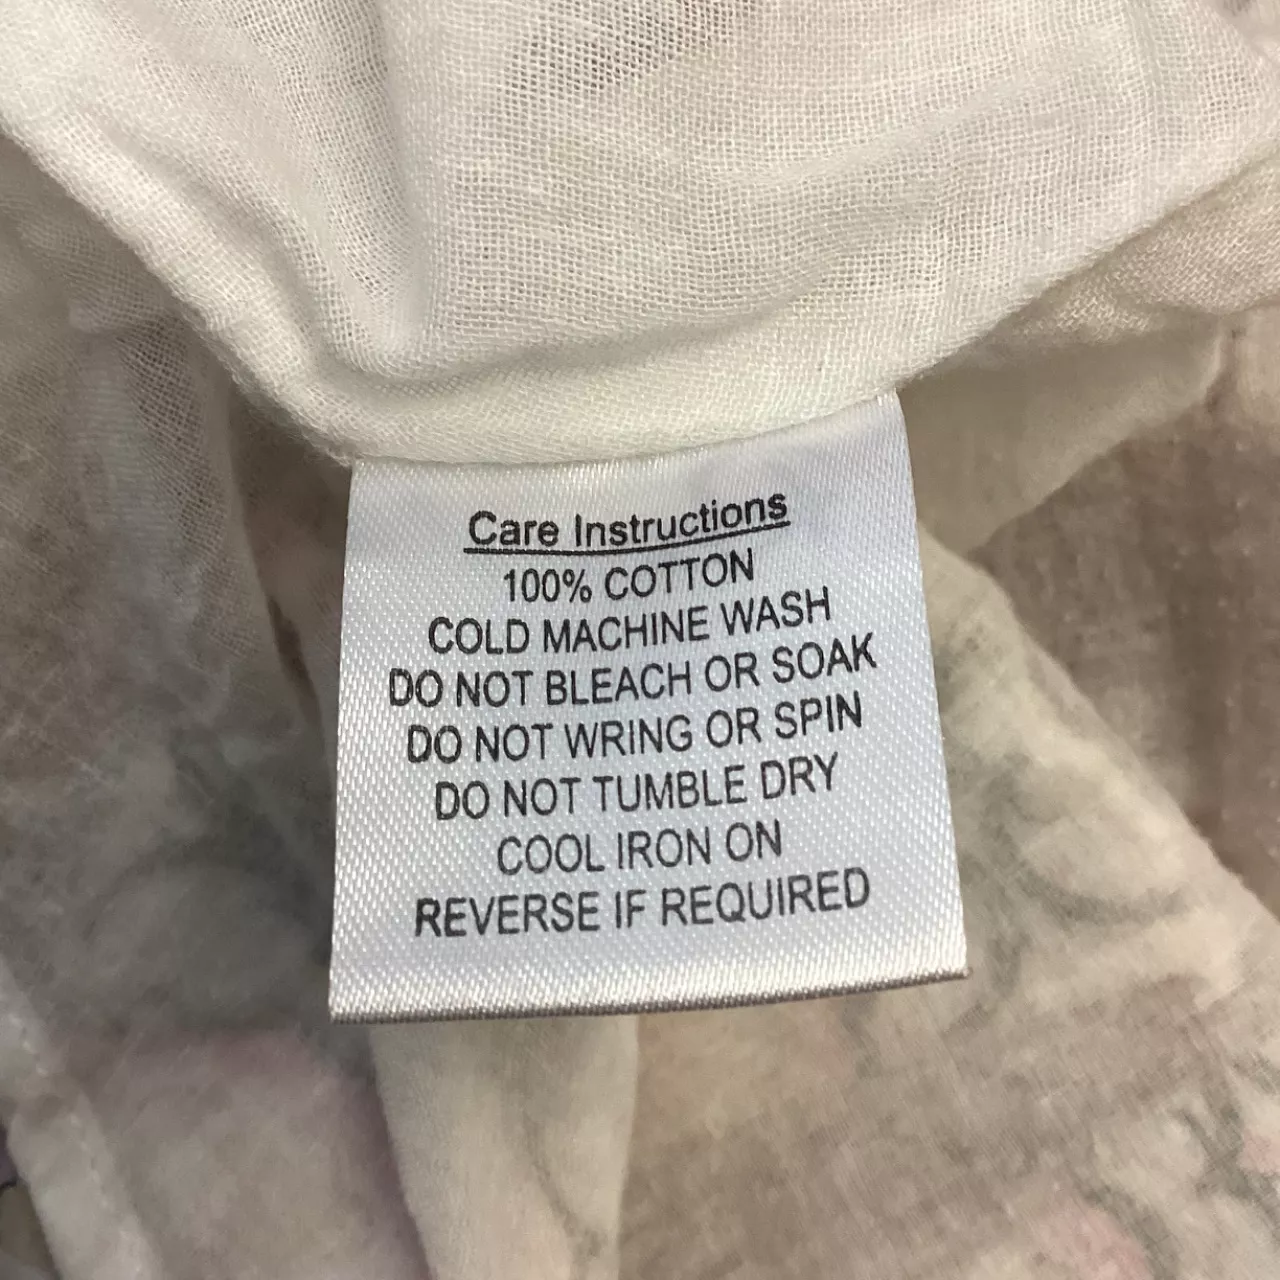 Care Instructions
100% COTTON
COLD MACHINE WASH
DO NOT BLEACH OR SOAK
DO NOT WRING OR SPIN
DO NOT TUMBLE DRY
COOL IRON ON
REVERSE IF REQUIRED